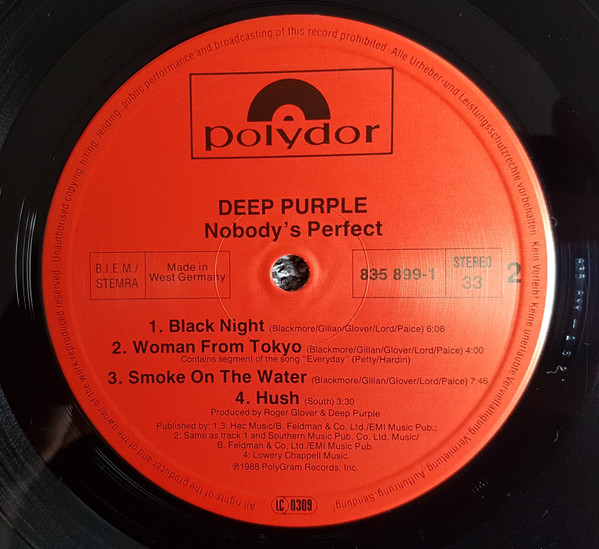 Unauthorised copying, hiring, lending, public performance and broadcasting of this record prohibited · Alle Urheber- und Leistungsschutzrechte vorbehalten. Kein Verleih! Keine unerlaubte Vervielfältigung, Vermietung, Aufführung, Sendung!
All rights of the producer and of the owner of the work reproduced reserved
polydor
DEEP PURPLE
Nobody's Perfect
B.I.E.M./
STEMRA
Made in
West Germany
835 899-1
STEREO
33
2
1. Black Night (Blackmore/Gillan/Glover/Lord/Paice) 6:06
2. Woman From Tokyo (Blackmore/Gillan/Glover/Lord/Paice) 4:00
Contains segment of the song "Everyday" (Petty/Hardin)
3. Smoke On The Water (Blackmore/Gillan/Glover/Lord/Paice) 7:46
4. Hush (South) 3:30
Produced by Roger Glover & Deep Purple
Published by: 1,3: Hec Music/B. Feldman & Co, Ltd./EMI Music Pub.;
2: Same as track 1 and Southern Music Pub. Co. Ltd. Music/
B. Feldman & Co, Ltd./EMI Music Pub.
4: Lowery Chappell Music
℗1988 PolyGram Records, Inc.
LC 0309